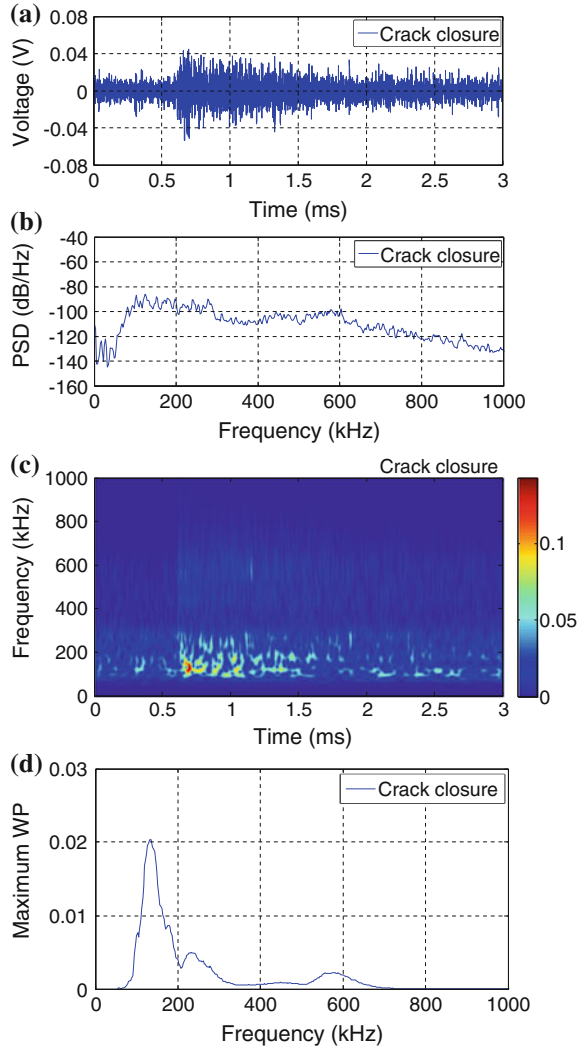 (a)
Voltage (V)
0.08
0.04
0
-0.04
-0.08
Crack closure
0 0.5 1 1.5 2 2.5 3
Time (ms)
(b)
PSD (dB/Hz)
-40
-60
-80
-100
-120
-140
-160
Crack closure
0 200 400 600 800 1000
Frequency (kHz)
(c)
Crack closure
Frequency (kHz)
1000
800
600
400
200
0
0 0.5 1 1.5 2 2.5 3
Time (ms)
0.1
0.05
0
(d)
Maximum WP
0.03
0.02
0.01
0
Crack closure
0 200 400 600 800 1000
Frequency (kHz)